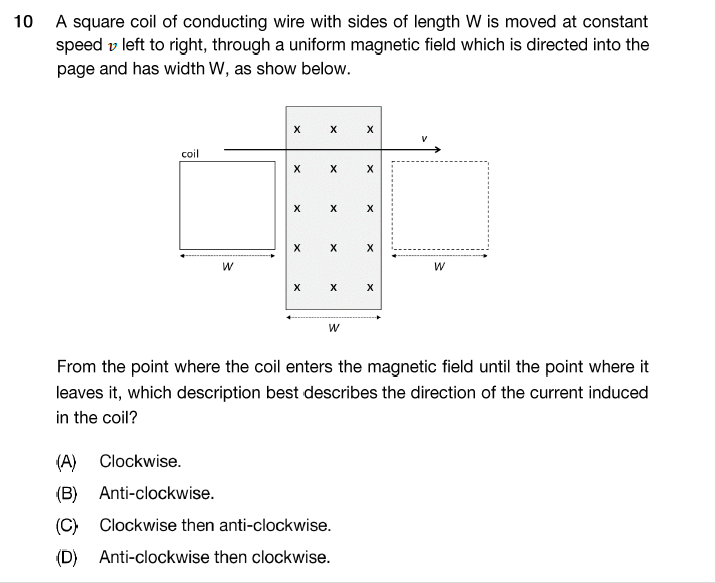 10 A square coil of conducting wire with sides of length W is moved at constant
speed v left to right, through a uniform magnetic field which is directed into the
page and has width W, as show below.
x x x
v
coil
x x x
x x x
x x x
W
W
x x x
W
From the point where the coil enters the magnetic field until the point where it
leaves it, which description best describes the direction of the current induced
in the coil?
(A) Clockwise.
(B) Anti-clockwise.
(C) Clockwise then anti-clockwise.
(D) Anti-clockwise then clockwise.